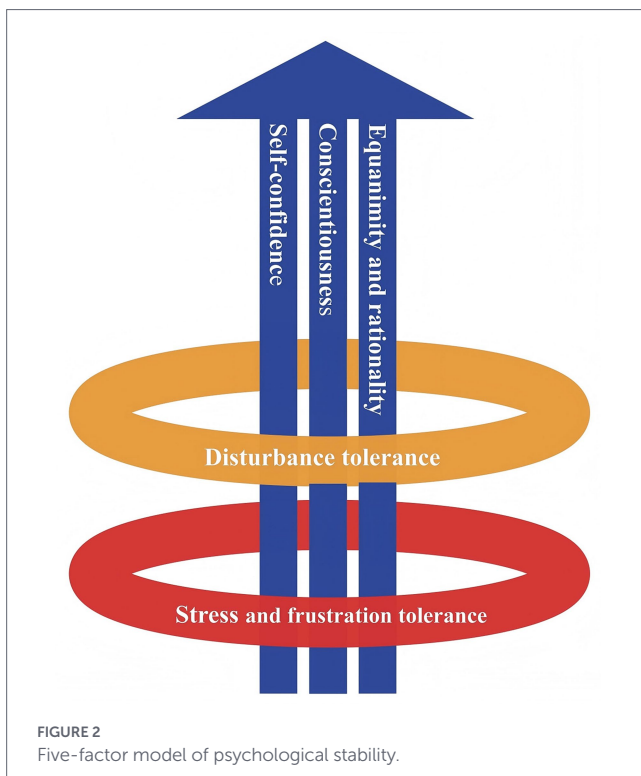 Self-confidence
Conscientiousness
Equanimity and rationality
Disturbance tolerance
Stress and frustration tolerance
FIGURE 2
Five-factor model of psychological stability.